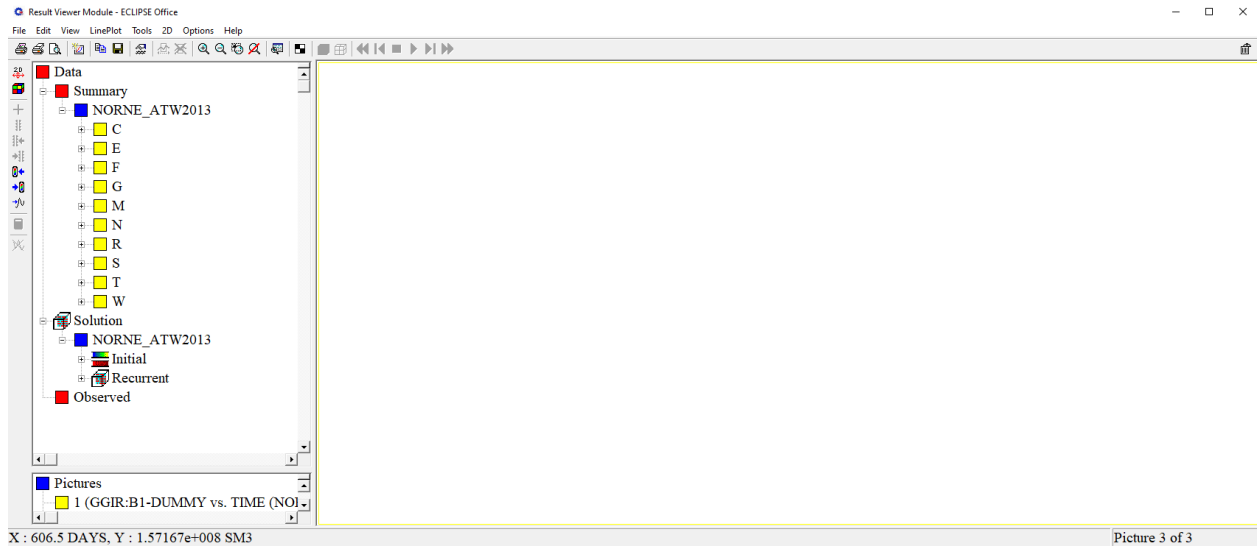 Result Viewer Module - ECLIPSE Office
File Edit View LinePlot Tools 2D Options Help
2D
Data
Summary
NORNE_ATW2013
C
E
F
G
M
N
R
S
T
W
Solution
NORNE_ATW2013
Initial
Recurrent
Observed
Pictures
1 (GGIR:B1-DUMMY vs. TIME (NOI
X : 606.5 DAYS, Y : 1.57167e+008 SM3
Picture 3 of 3